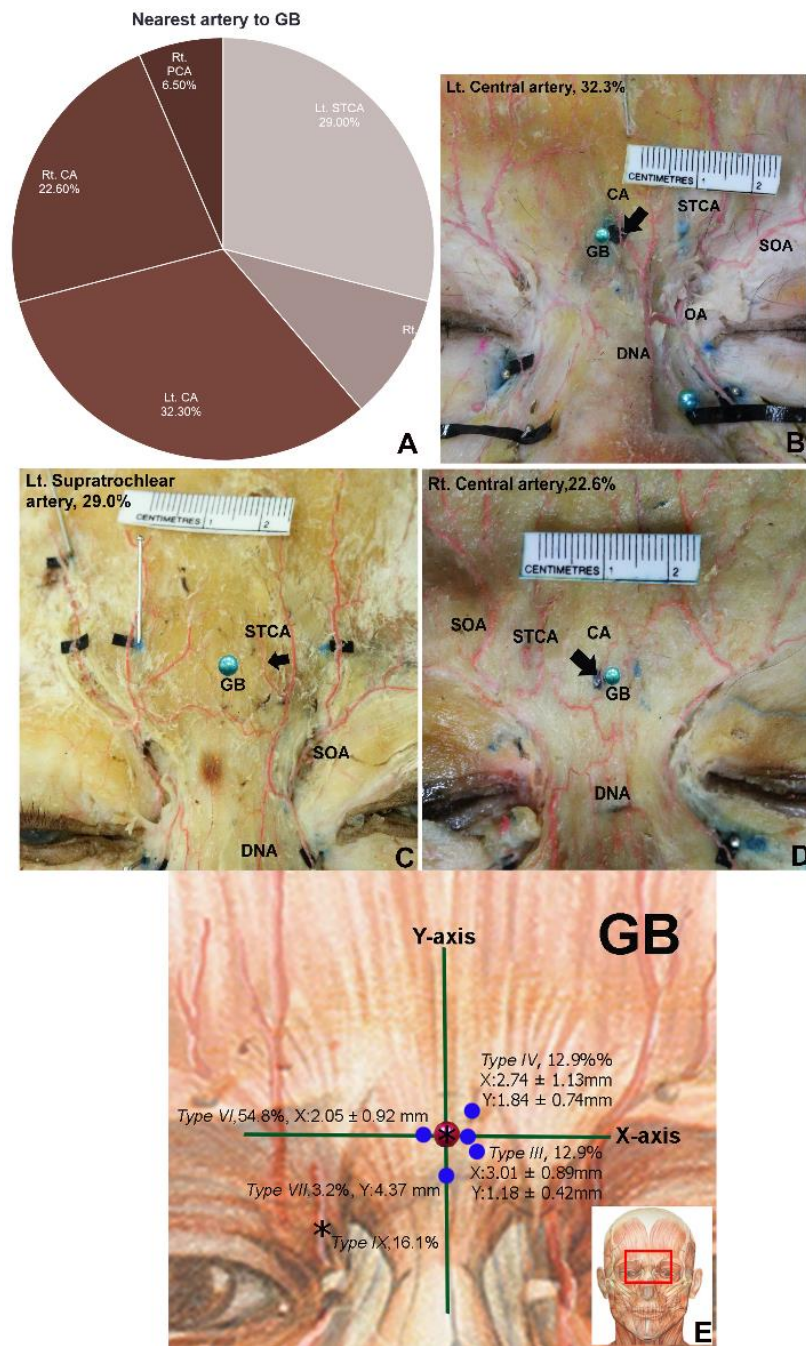 Nearest artery to GB
Rt.
PCA
6.50%
Lt. STCA
29.00%
Rt. CA
22.60%
Rt.
Lt. CA
32.30%
A
Lt. Central artery, 32.3%
CENTIMETRES 1 2
CA
STCA
GB
SOA
OA
DNA
B
Lt. Supratrochlear
artery, 29.0%
CENTIMETRES 1 2
STCA
GB
SOA
DNA
C
Rt. Central artery,22.6%
CENTIMETRES 1 2
SOA
STCA
CA
GB
DNA
D
GB
Y-axis
Type IV, 12.9%%
X:2.74 ± 1.13mm
Y:1.84 ± 0.74mm
Type VI,54.8%, X:2.05 ± 0.92 mm
*
X-axis
Type III, 12.9%
X:3.01 ± 0.89mm
Y:1.18 ± 0.42mm
Type VII,3.2%, Y:4.37 mm
*Type IX,16.1%
E